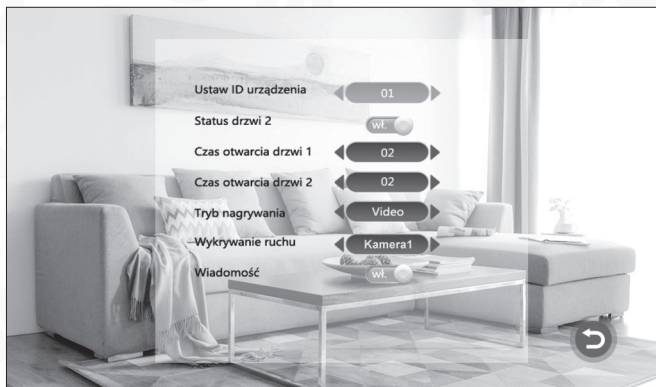 Ustaw ID urządzenia 01
Status drzwi 2 wł.
Czas otwarcia drzwi 1 02
Czas otwarcia drzwi 2 02
Tryb nagrywania Video
Wykrywanie ruchu Kamera1
Wiadomość wł.